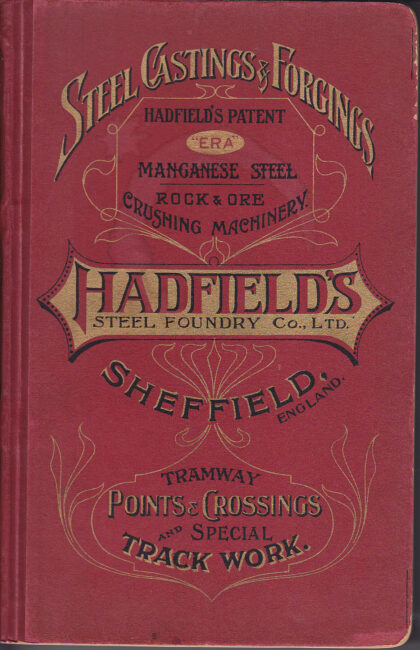 STEEL CASTINGS & FORGINGS
HADFIELD'S PATENT
"ERA"
MANGANESE STEEL
ROCK & ORE
CRUSHING MACHINERY.
HADFIELD'S
STEEL FOUNDRY CO., LTD.
SHEFFIELD,
ENGLAND.
TRAMWAY
POINTS & CROSSINGS
AND SPECIAL
TRACK WORK.